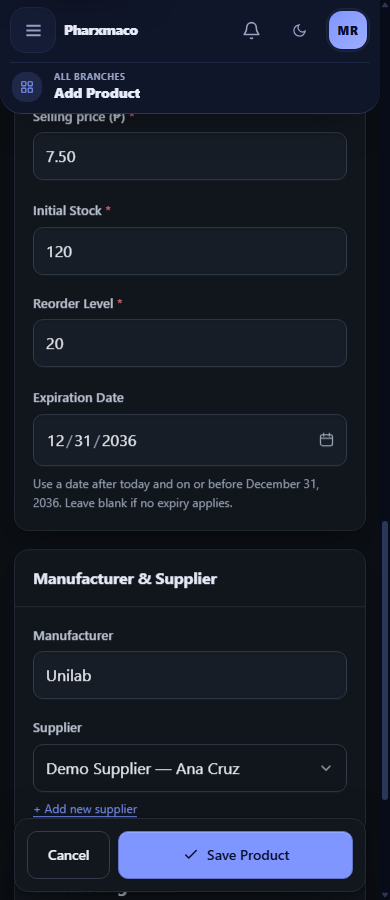 Pharxmaco
MR
ALL BRANCHES
Add Product
Selling price (₱) *
7.50
Initial Stock *
120
Reorder Level *
20
Expiration Date
12/31/2036
Use a date after today and on or before December 31,
2036. Leave blank if no expiry applies.
Manufacturer & Supplier
Manufacturer
Unilab
Supplier
Demo Supplier — Ana Cruz
+ Add new supplier
Cancel
Save Product